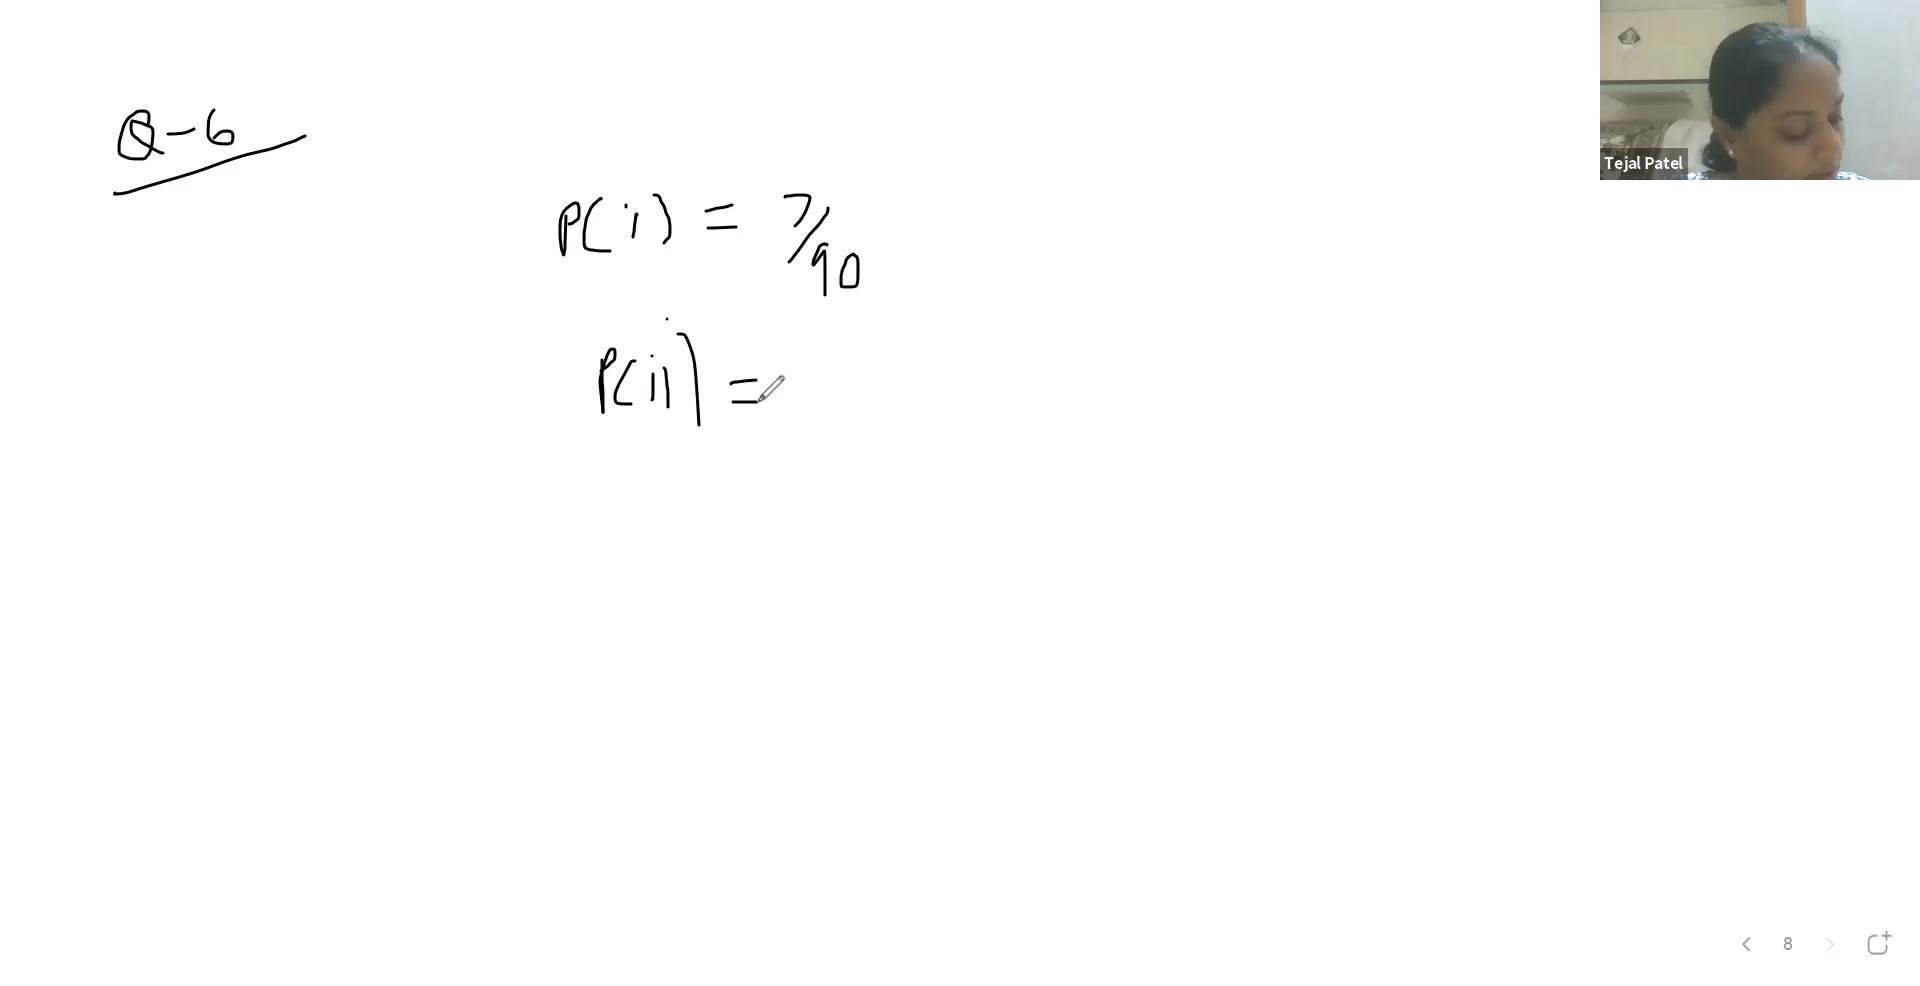 Q-6
P(i) = 7/90
P(ii) =
Tejal Patel
8